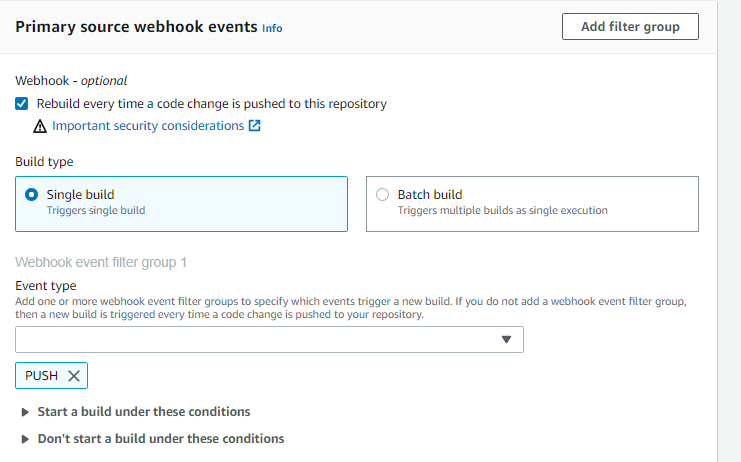 Primary source webhook events Info
Add filter group
Webhook - optional
Rebuild every time a code change is pushed to this repository
Important security considerations
Build type
Single build
Triggers single build
Batch build
Triggers multiple builds as single execution
Webhook event filter group 1
Event type
Add one or more webhook event filter groups to specify which events trigger a new build. If you do not add a webhook event filter group,
then a new build is triggered every time a code change is pushed to your repository.
PUSH
Start a build under these conditions
Don't start a build under these conditions